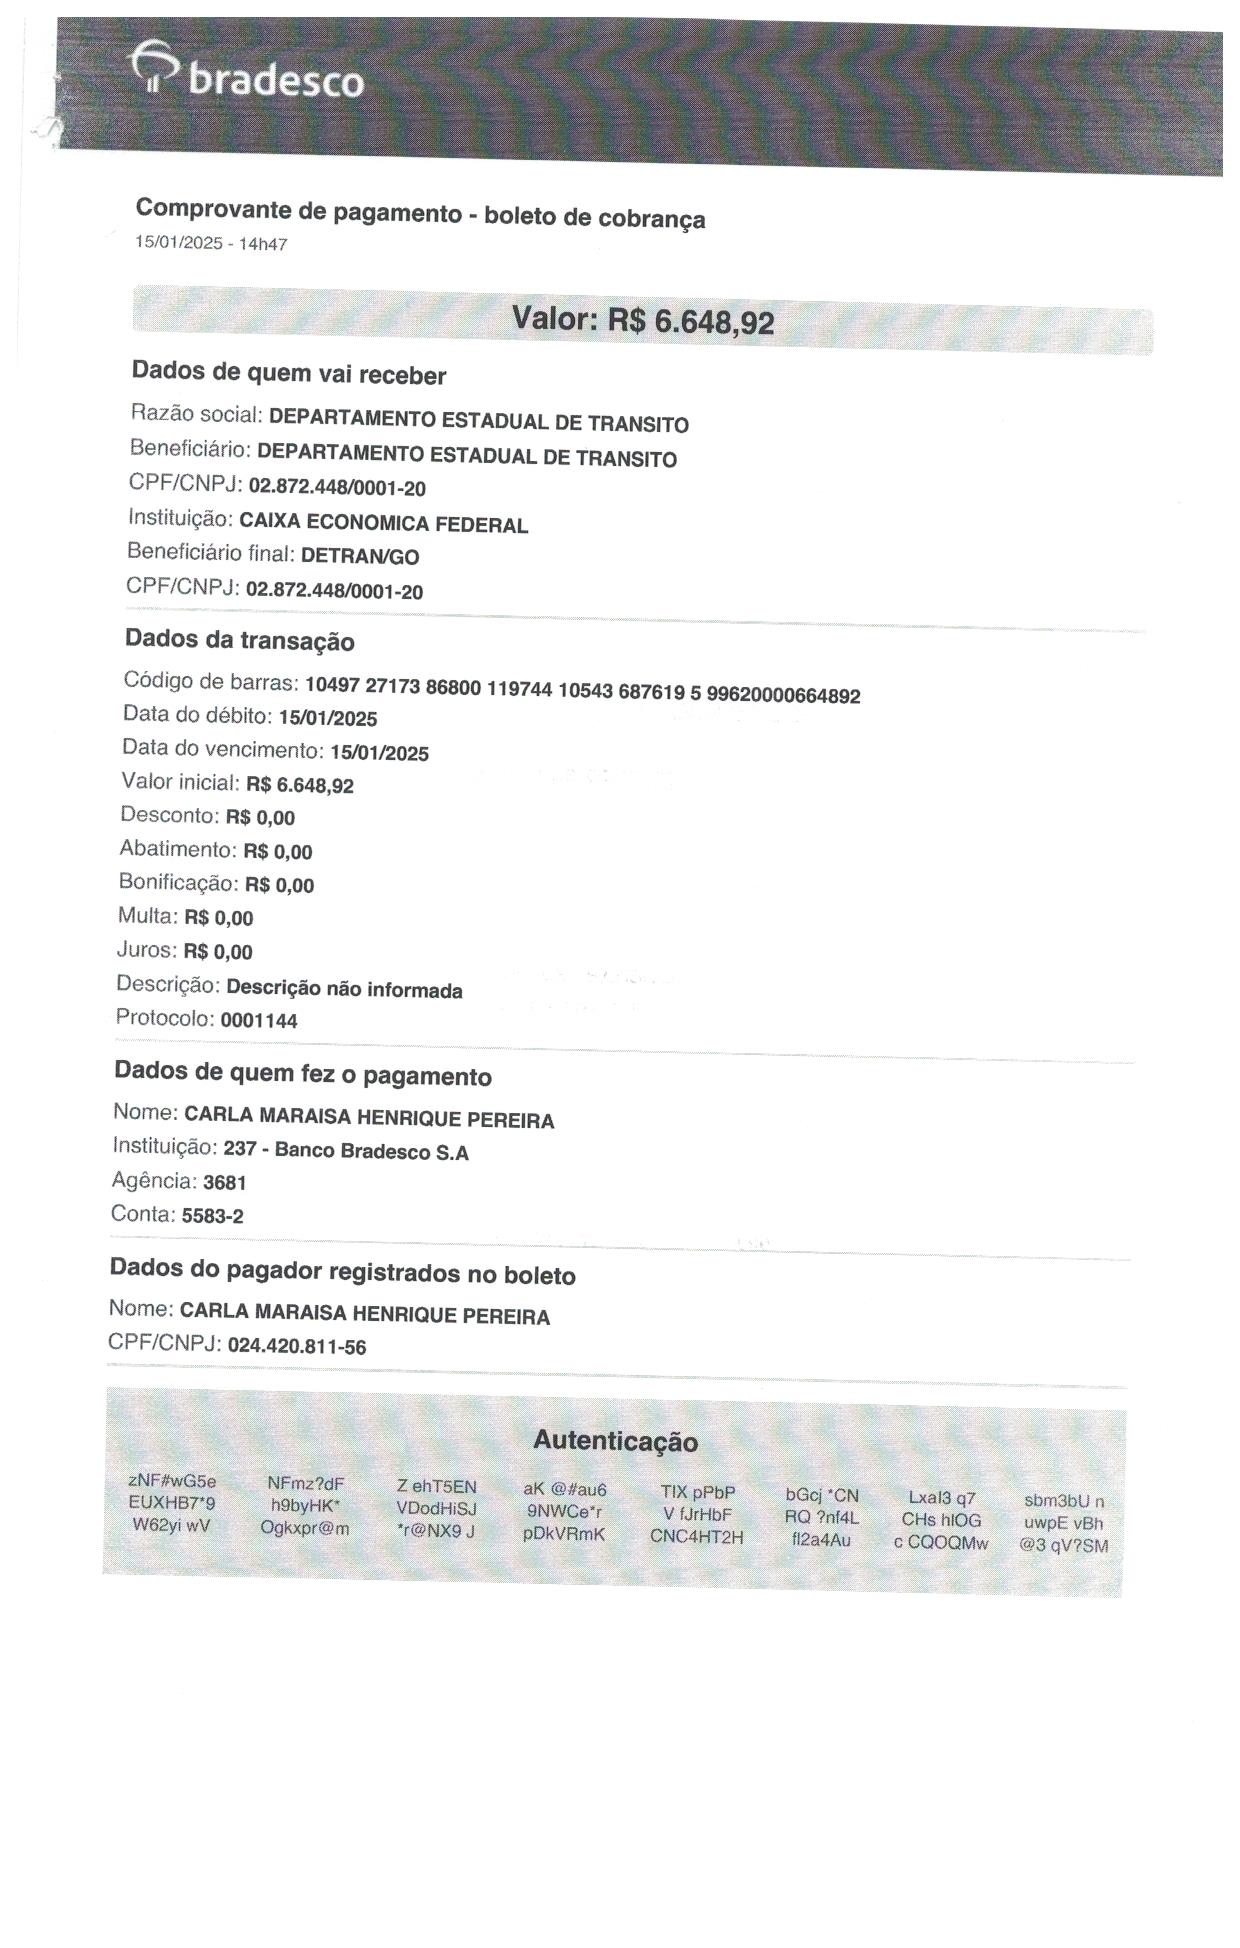 bradesco
Comprovante de pagamento - boleto de cobrança
15/01/2025 - 14h47
Valor: R$ 6.648,92
Dados de quem vai receber
Razão social: DEPARTAMENTO ESTADUAL DE TRANSITO
Beneficiário: DEPARTAMENTO ESTADUAL DE TRANSITO
CPF/CNPJ: 02.872.448/0001-20
Instituição: CAIXA ECONOMICA FEDERAL
Beneficiário final: DETRAN/GO
CPF/CNPJ: 02.872.448/0001-20
Dados da transação
Código de barras: 10497 27173 86800 119744 10543 687619 5 99620000664892
Data do débito: 15/01/2025
Data do vencimento: 15/01/2025
Valor inicial: R$ 6.648,92
Desconto: R$ 0,00
Abatimento: R$ 0,00
Bonificação: R$ 0,00
Multa: R$ 0,00
Juros: R$ 0,00
Descrição: Descrição não informada
Protocolo: 0001144
Dados de quem fez o pagamento
Nome: CARLA MARAISA HENRIQUE PEREIRA
Instituição: 237 - Banco Bradesco S.A
Agência: 3681
Conta: 5583-2
Dados do pagador registrados no boleto
Nome: CARLA MARAISA HENRIQUE PEREIRA
CPF/CNPJ: 024.420.811-56
Autenticação
zNF#wG5e NFmz?dF Z ehT5EN aK @#au6 TIX pPbP bGcj *CN Lxal3 q7 sbm3bU n
EUXHB7*9 h9byHK* VDodHiSJ 9NWCe*r V fJrHbF RQ ?nf4L CHs hIOG uwpE vBh
W62yi wV Ogkxpr@m *r@NX9 J pDkVRmK CNC4HT2H fl2a4Au c CQOQMw @3 qV?SM